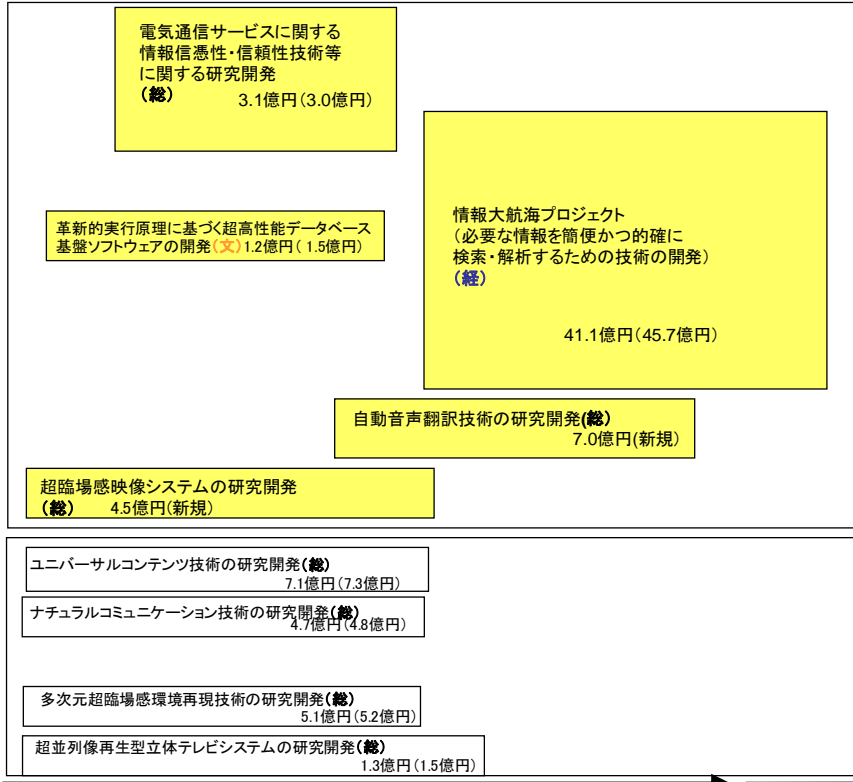 電気通信サービスに関する
情報信憑性・信頼性技術等
に関する研究開発
（総） 3.1億円（3.0億円）
情報大航海プロジェクト
（必要な情報を簡便かつ的確に
検索・解析するための技術の開発）
（経）
41.1億円（45.7億円）
革新的実行原理に基づく超高性能データベース
基盤ソフトウェアの開発（文）1.2億円（ 1.5億円）
自動音声翻訳技術の研究開発(総)
7.0億円(新規）
超臨場感映像システムの研究開発
（総） 4.5億円(新規）
ユニバーサルコンテンツ技術の研究開発(総)
7.1億円（7.3億円）
ナチュラルコミュニケーション技術の研究開発(総)
4.7億円（4.8億円）
多次元超臨場感環境再現技術の研究開発(総)
5.1億円（5.2億円）
超並列像再生型立体テレビシステムの研究開発(総)
1.3億円（1.5億円）